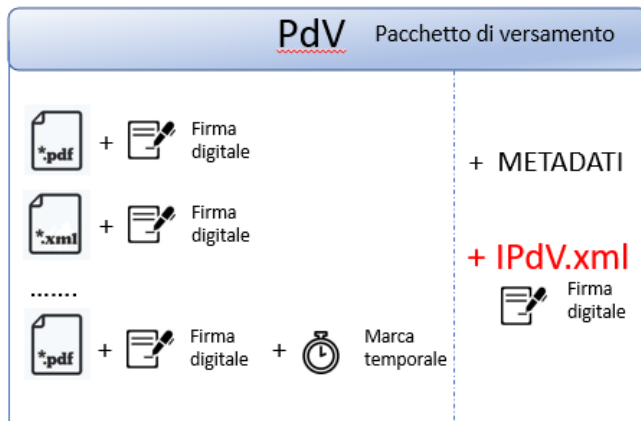 PdV Pacchetto di versamento
*.pdf + Firma
digitale
*.xml + Firma
digitale
.......
*.pdf + Firma
digitale + Marca
temporale
+ METADATI
+ IPdV.xml
Firma
digitale